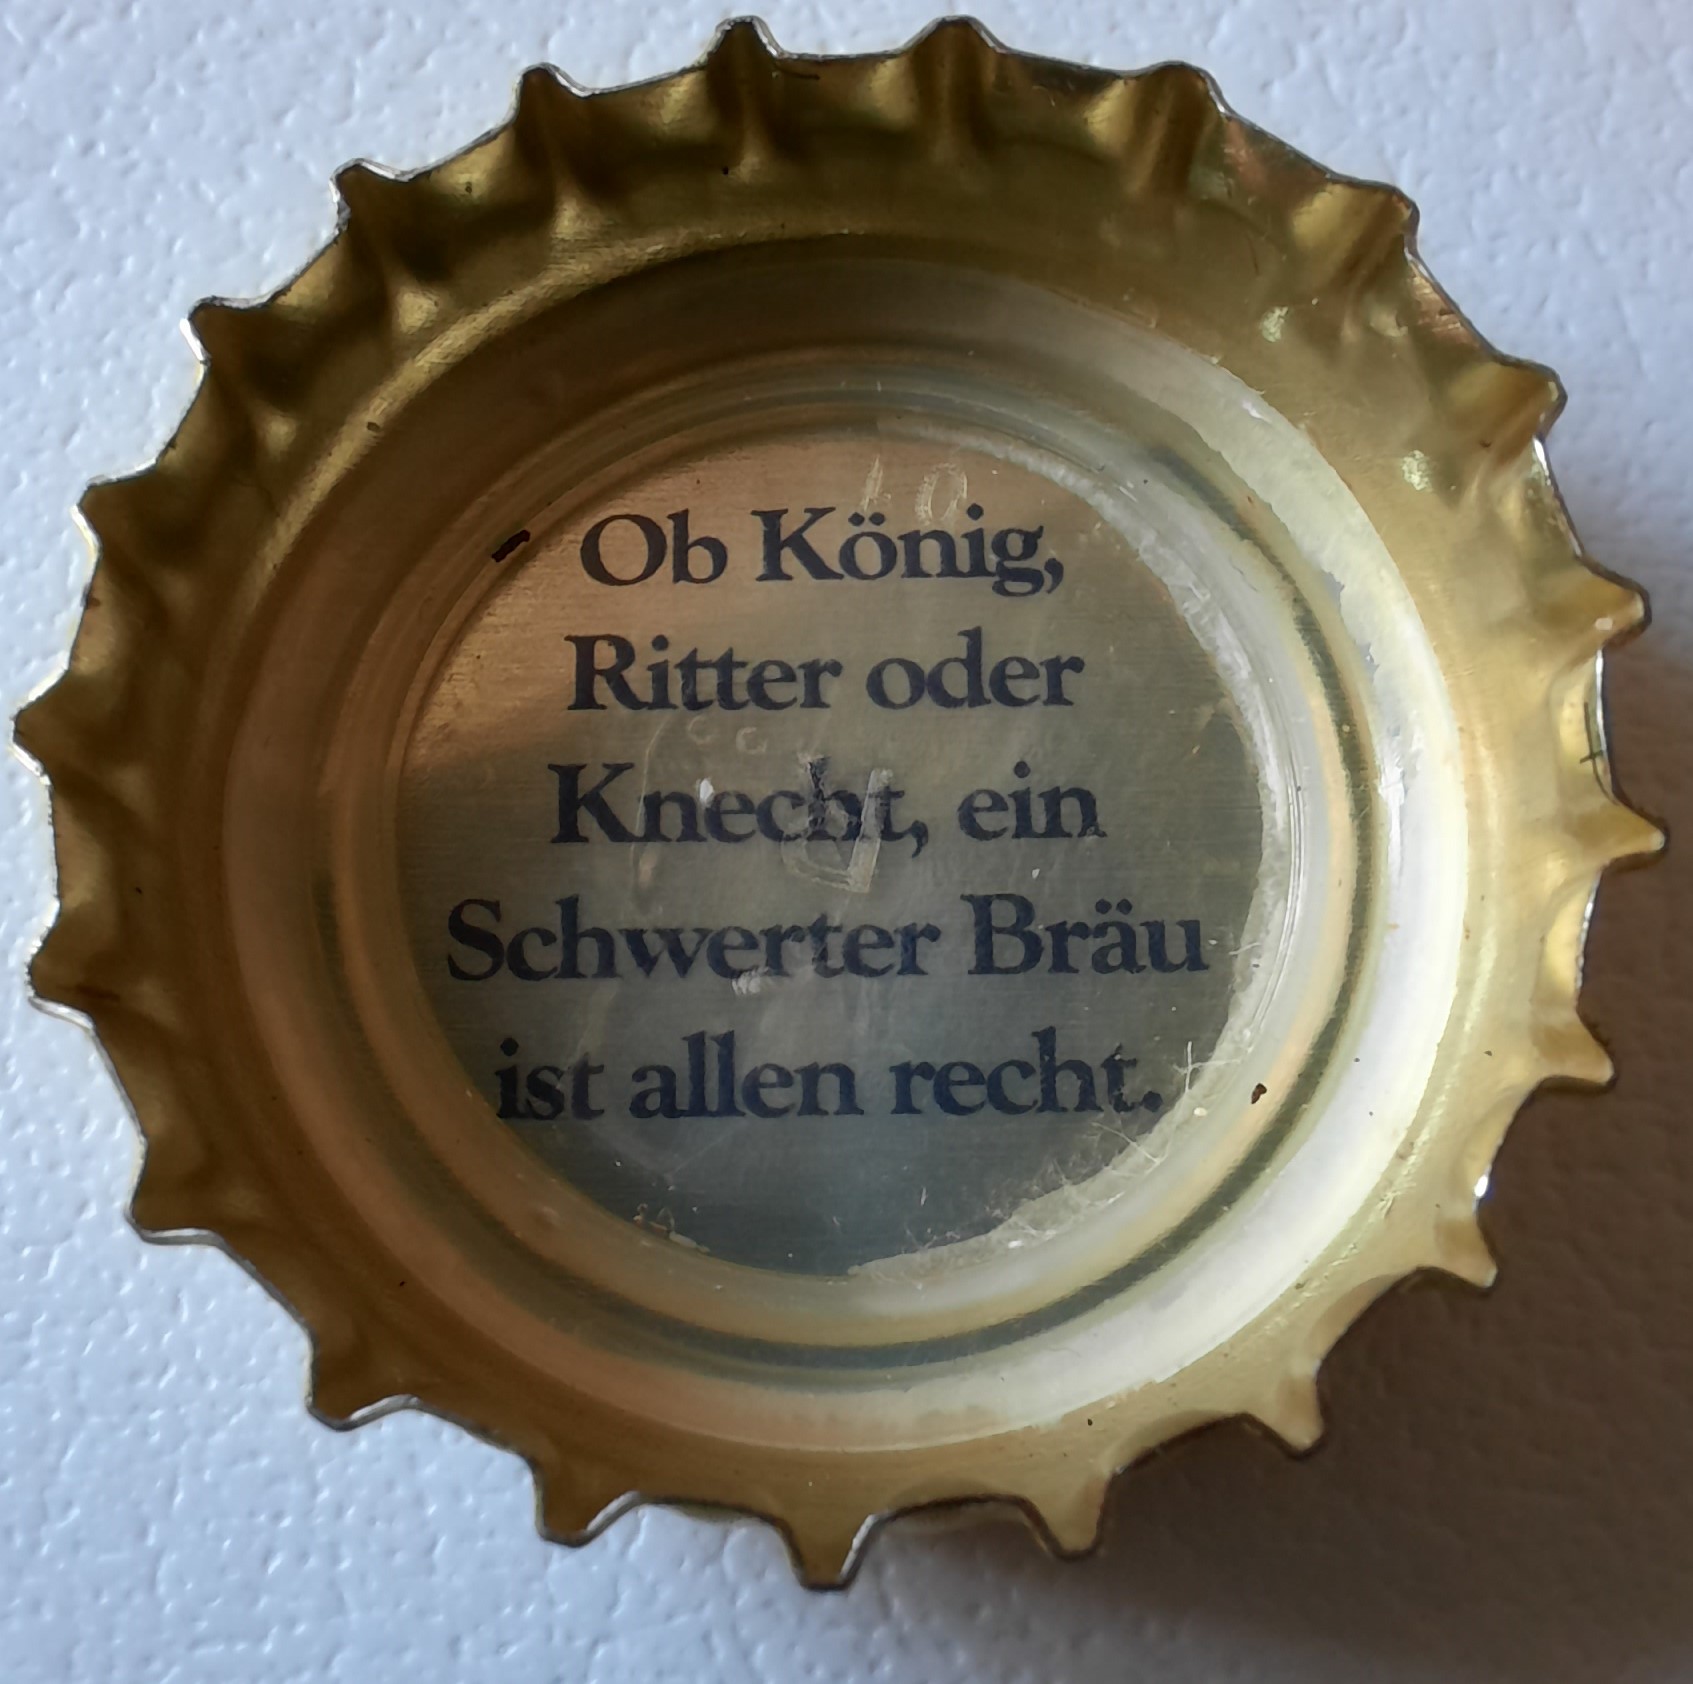 Ob König,
Ritter oder
Knecht, ein
Schwerter Bräu
ist allen recht.